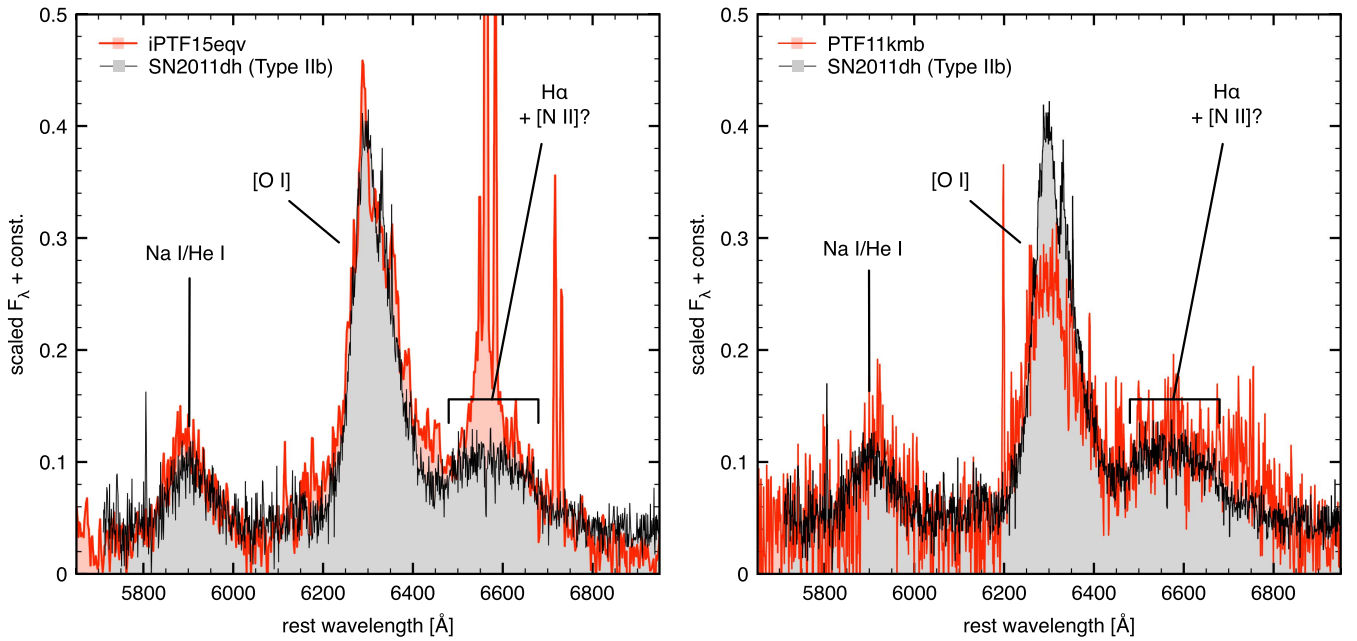 0.5
0.4
0.3
0.2
0.1
0
scaled Fλ + const.
iPTF15eqv
SN2011dh (Type IIb)
Hα
+ [N II]?
[O I]
Na I/He I
5800 6000 6200 6400 6600 6800
rest wavelength [Å]
0.5
0.4
0.3
0.2
0.1
0
scaled Fλ + const.
PTF11kmb
SN2011dh (Type IIb)
Hα
+ [N II]?
[O I]
Na I/He I
5800 6000 6200 6400 6600 6800
rest wavelength [Å]